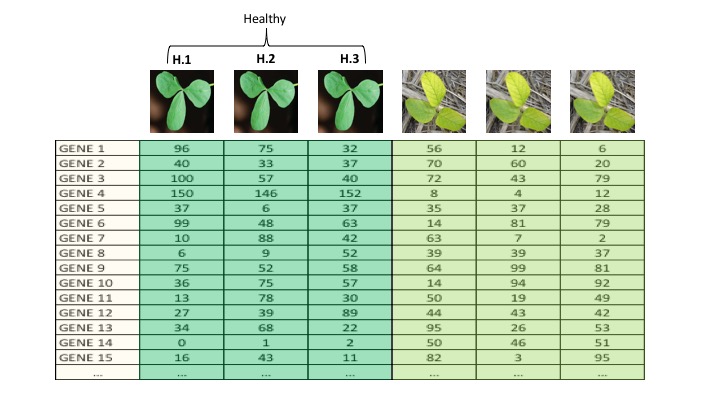 Healthy
H.1 H.2 H.3
GENE 1 96 75 32 56 12 6
GENE 2 40 33 37 70 60 20
GENE 3 100 57 40 72 43 79
GENE 4 150 146 152 8 4 12
GENE 5 37 6 37 35 37 28
GENE 6 99 48 63 14 81 79
GENE 7 10 88 42 63 7 2
GENE 8 6 9 52 39 39 37
GENE 9 75 52 58 64 99 81
GENE 10 36 75 57 14 94 92
GENE 11 13 78 30 50 19 49
GENE 12 27 39 89 44 43 42
GENE 13 34 68 22 95 26 53
GENE 14 0 1 2 50 46 51
GENE 15 16 43 11 82 3 95
... ... ... ... ... ... ...